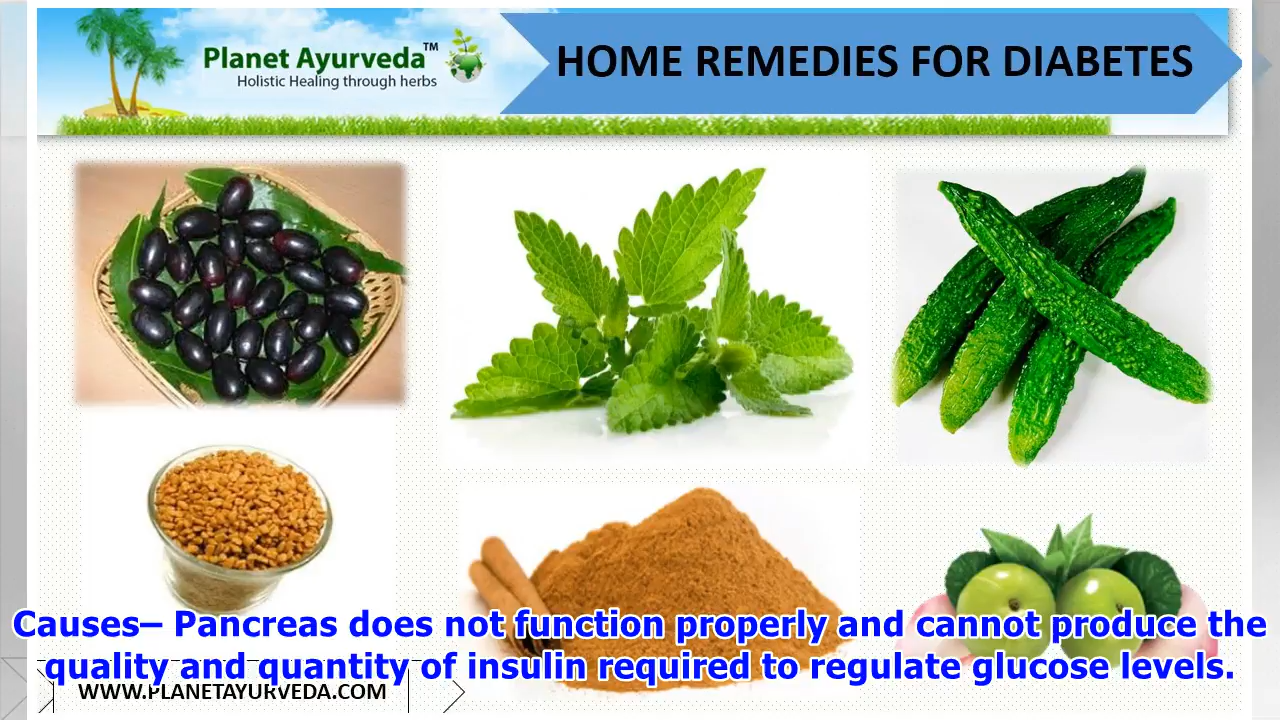 Planet Ayurveda™
Holistic Healing through herbs
HOME REMEDIES FOR DIABETES
Causes– Pancreas does not function properly and cannot produce the
quality and quantity of insulin required to regulate glucose levels.
WWW.PLANETAYURVEDA.COM